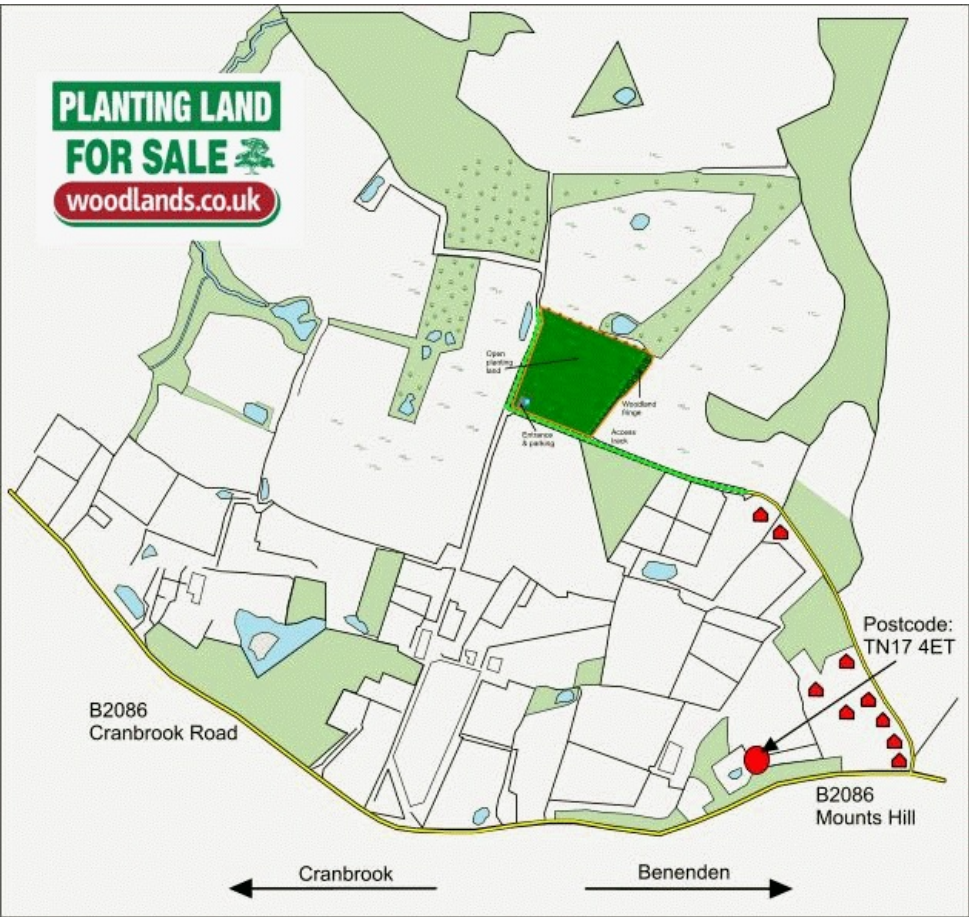 PLANTING LAND
FOR SALE
woodlands.co.uk
Open
planting
land
Woodland
fringe
Entrance
& parking
Access
track
Postcode:
TN17 4ET
B2086
Cranbrook Road
B2086
Mounts Hill
Cranbrook
Benenden